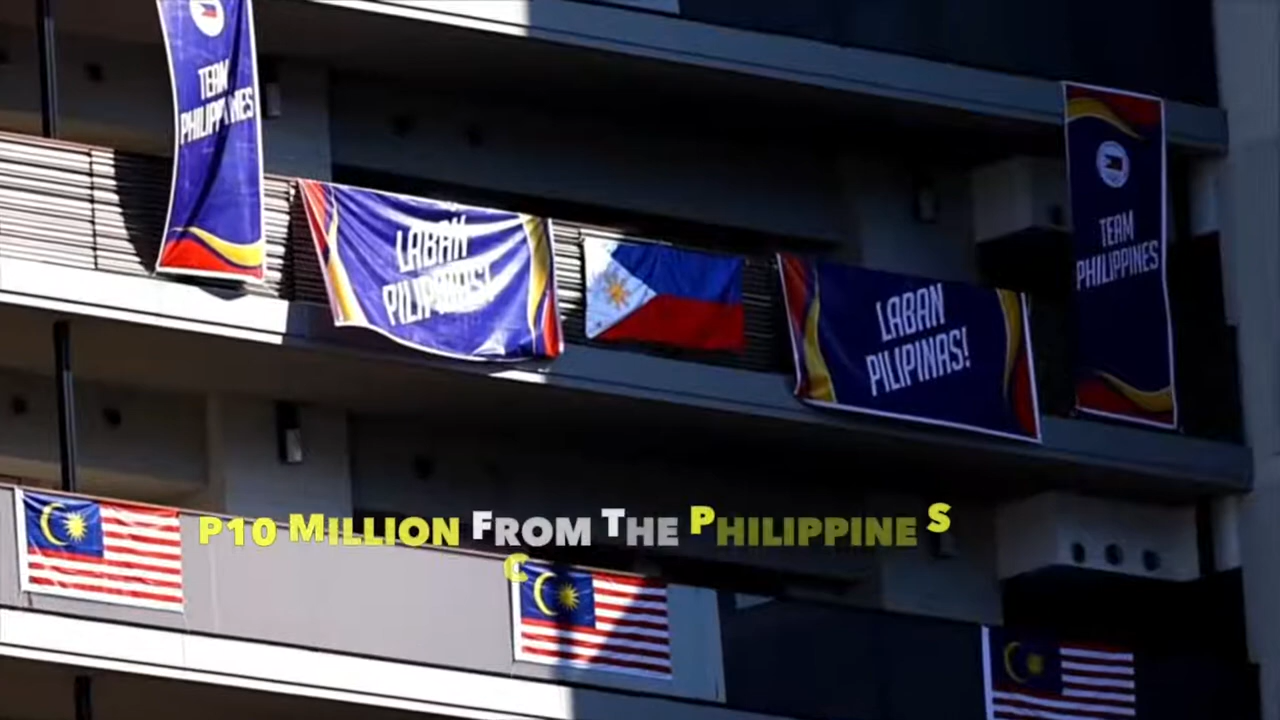 TEAM
PHILIPPINES
LABAN
PILIPINAS!
LABAN
PILIPINAS!
TEAM
PHILIPPINES
P10 MILLION FROM THE PHILIPPINE S
C